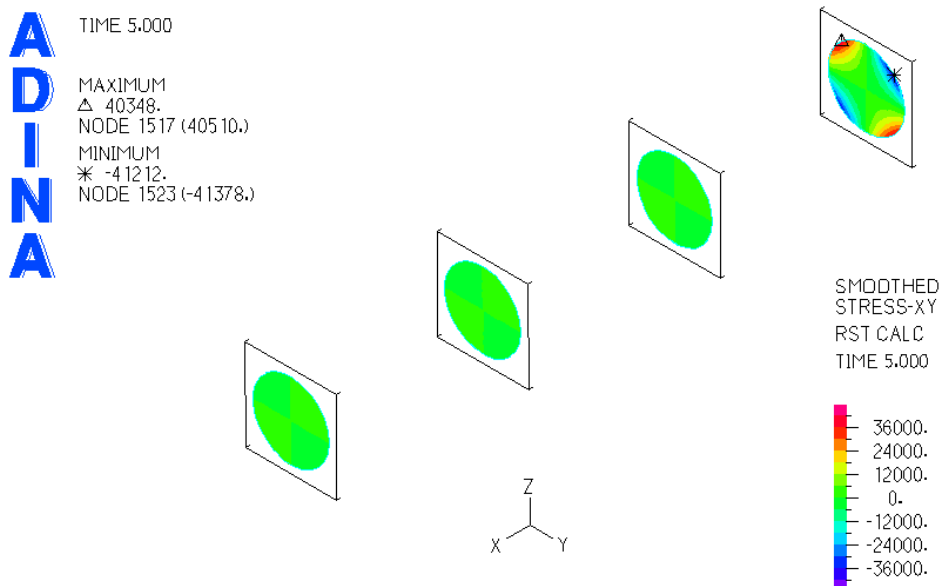 ADINA
TIME 5.000
MAXIMUM
△ 40348.
NODE 1517 (40510.)
MINIMUM
* -41212.
NODE 1523 (-41378.)
SMOOTHED
STRESS-XY
RST CALC
TIME 5.000
36000.
24000.
12000.
0.
-12000.
-24000.
-36000.
Z
X
Y